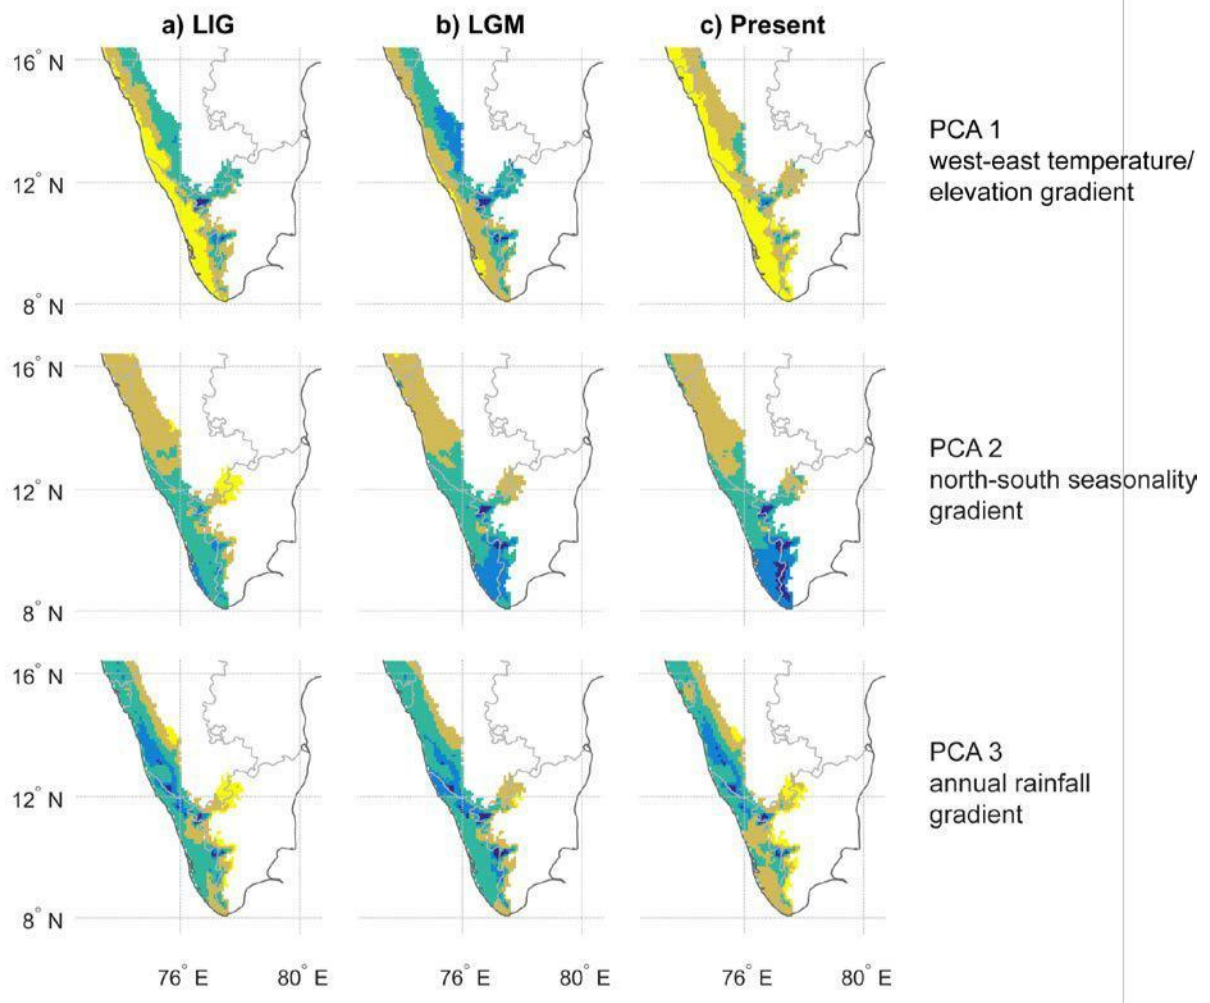 a) LIG b) LGM c) Present
16° N
12° N
8° N
PCA 1
west-east temperature/
elevation gradient
16° N
12° N
8° N
PCA 2
north-south seasonality
gradient
16° N
12° N
8° N
PCA 3
annual rainfall
gradient
76° E 80° E 76° E 80° E 76° E 80° E